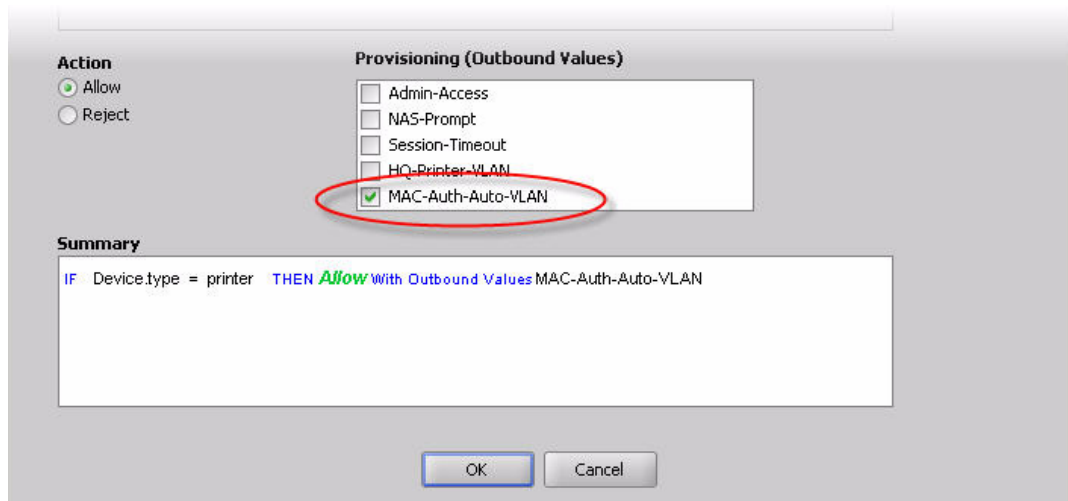 Action
Allow
Reject
Provisioning (Outbound Values)
Admin-Access
NAS-Prompt
Session-Timeout
HQ-Printer-VLAN
MAC-Auth-Auto-VLAN
Summary
IF Device.type = printer THEN Allow With Outbound Values MAC-Auth-Auto-VLAN
OK Cancel